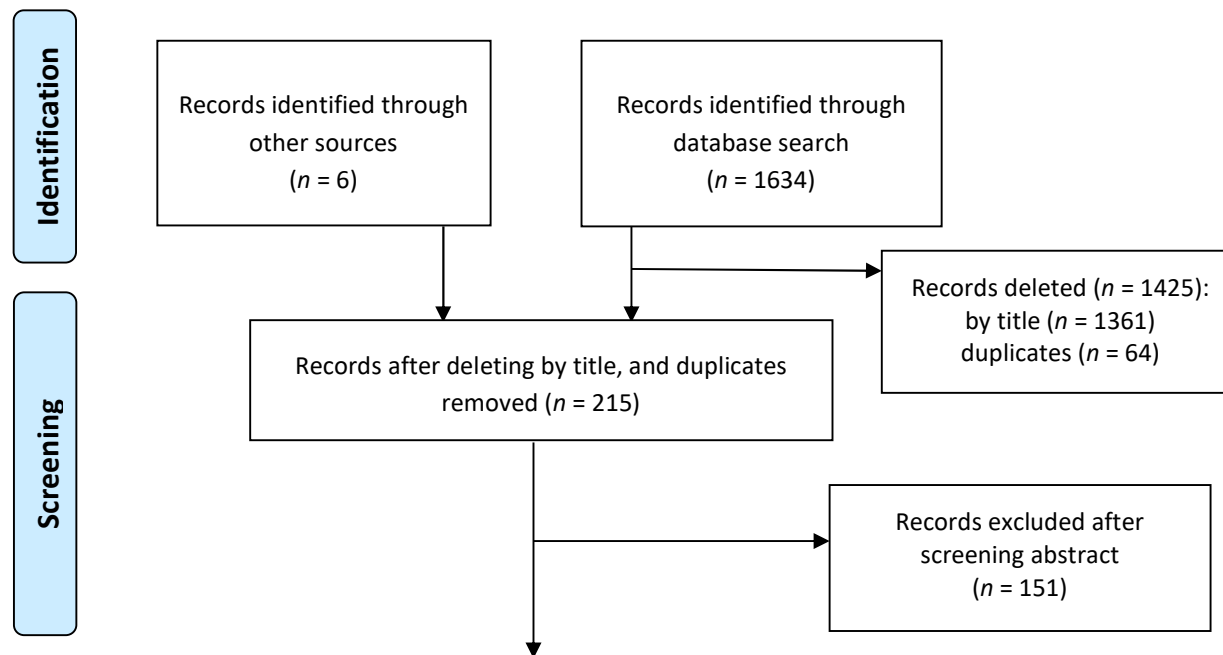 Identification
Records identified through
other sources
(n = 6)
Records identified through
database search
(n = 1634)
Records deleted (n = 1425):
by title (n = 1361)
duplicates (n = 64)
Screening
Records after deleting by title, and duplicates
removed (n = 215)
Records excluded after
screening abstract
(n = 151)